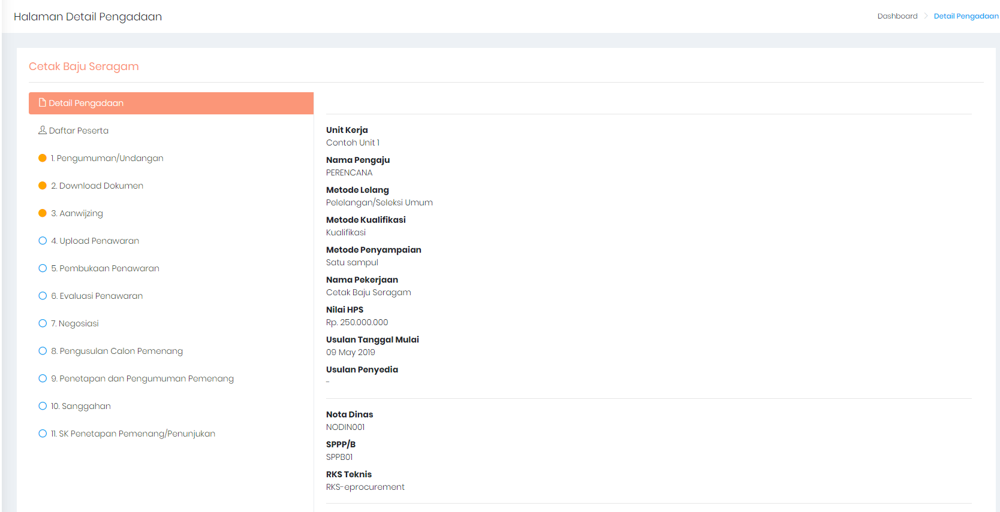 Halaman Detail Pengadaan
Dashboard > Detail Pengadaan
Cetak Baju Seragam
Detail Pengadaan
Daftar Peserta
1. Pengumuman/Undangan
2. Download Dokumen
3. Aanwijzing
4. Upload Penawaran
5. Pembukaan Penawaran
6. Evaluasi Penawaran
7. Negosiasi
8. Pengusulan Calon Pemenang
9. Penetapan dan Pengumuman Pemenang
10. Sanggahan
11. SK Penetapan Pemenang/Penunjukan
Unit Kerja
Contoh Unit 1
Nama Pengaju
PERENCANA
Metode Lelang
Pelelangan/Seleksi Umum
Metode Kualifikasi
Kualifikasi
Metode Penyampaian
Satu sampul
Nama Pekerjaan
Cetak Baju Seragam
Nilai HPS
Rp. 250.000.000
Usulan Tanggal Mulai
09 May 2019
Usulan Penyedia
-
Nota Dinas
NODIN001
SPPP/B
SPPB01
RKS Teknis
RKS-eprocurement